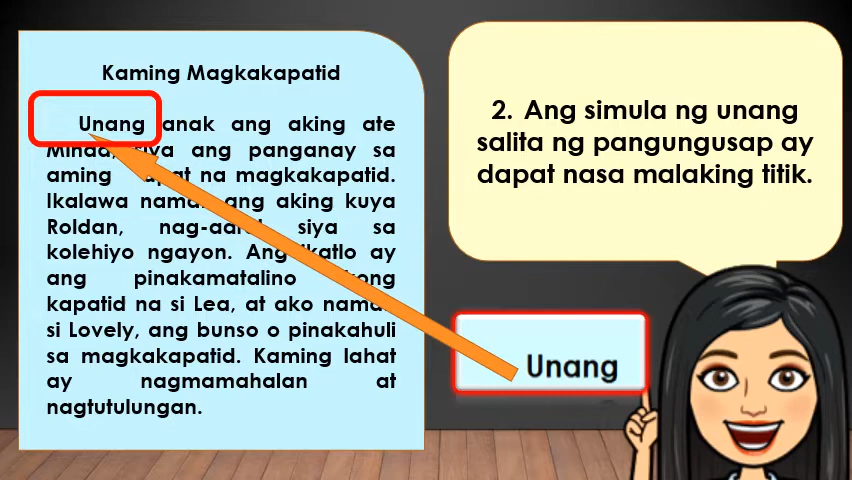 Kaming Magkakapatid
Unang anak ang aking ate
siya ang panganay sa
aming na magkakapatid.
Ikalawa ang aking kuya
Roldan, siya sa
kolehiyo ngayon. Ang ikatlo ay
ang pinakamatalino
kapatid na si Lea, at ako
si Lovely, ang bunso o pinakahuli
sa magkakapatid. Kaming lahat
ay nagmamahalan at
nagtutulungan.
2. Ang simula ng unang
salita ng pangungusap ay
dapat nasa malaking titik.
Unang